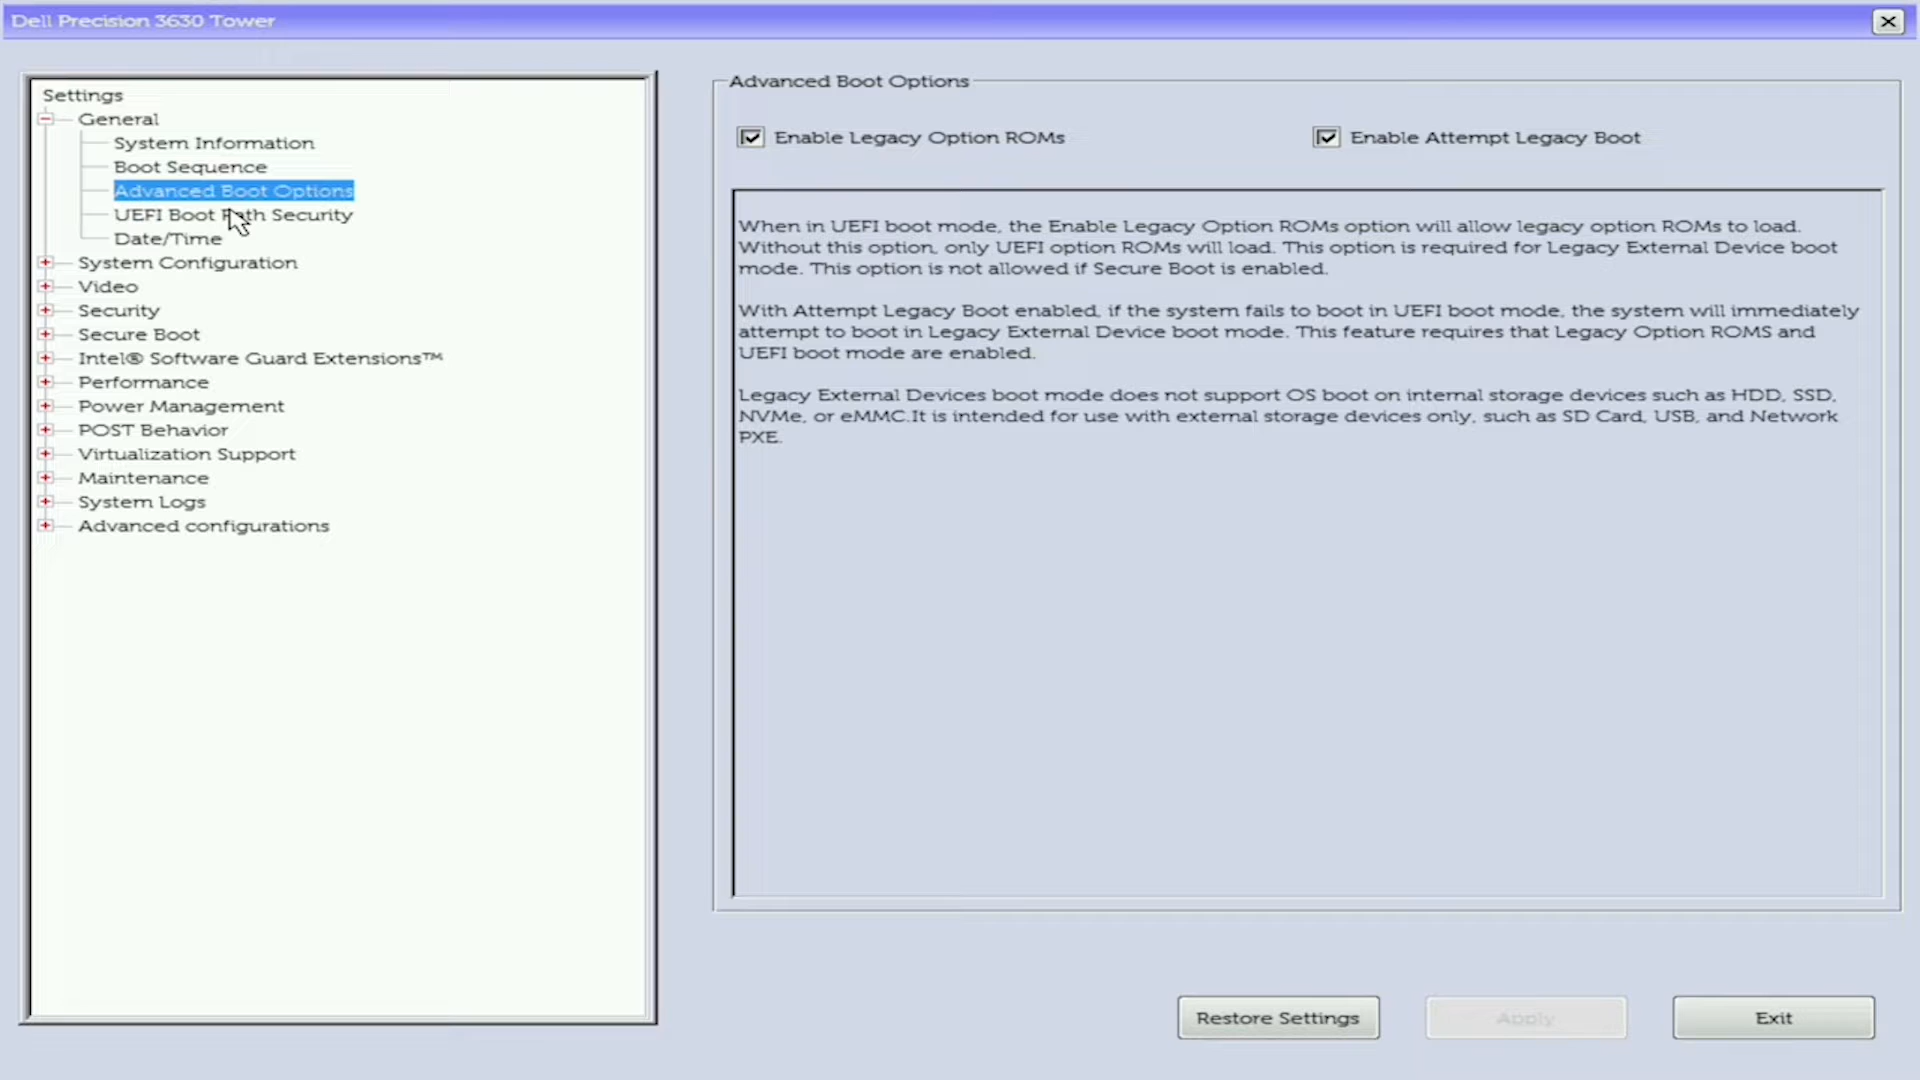 Dell Precision 3630 Tower
Settings
General
System Information
Boot Sequence
Advanced Boot Options
UEFI Boot Path Security
Date/Time
System Configuration
Video
Security
Secure Boot
Intel® Software Guard Extensions™
Performance
Power Management
POST Behavior
Virtualization Support
Maintenance
System Logs
Advanced configurations
Advanced Boot Options
Enable Legacy Option ROMs
Enable Attempt Legacy Boot
When in UEFI boot mode, the Enable Legacy Option ROMs option will allow legacy option ROMs to load.
Without this option, only UEFI option ROMs will load. This option is required for Legacy External Device boot
mode. This option is not allowed if Secure Boot is enabled.
With Attempt Legacy Boot enabled, if the system fails to boot in UEFI boot mode, the system will immediately
attempt to boot in Legacy External Device boot mode. This feature requires that Legacy Option ROMS and
UEFI boot mode are enabled.
Legacy External Devices boot mode does not support OS boot on internal storage devices such as HDD, SSD,
NVMe, or eMMC.It is intended for use with external storage devices only, such as SD Card, USB, and Network
PXE.
Restore Settings
Apply
Exit